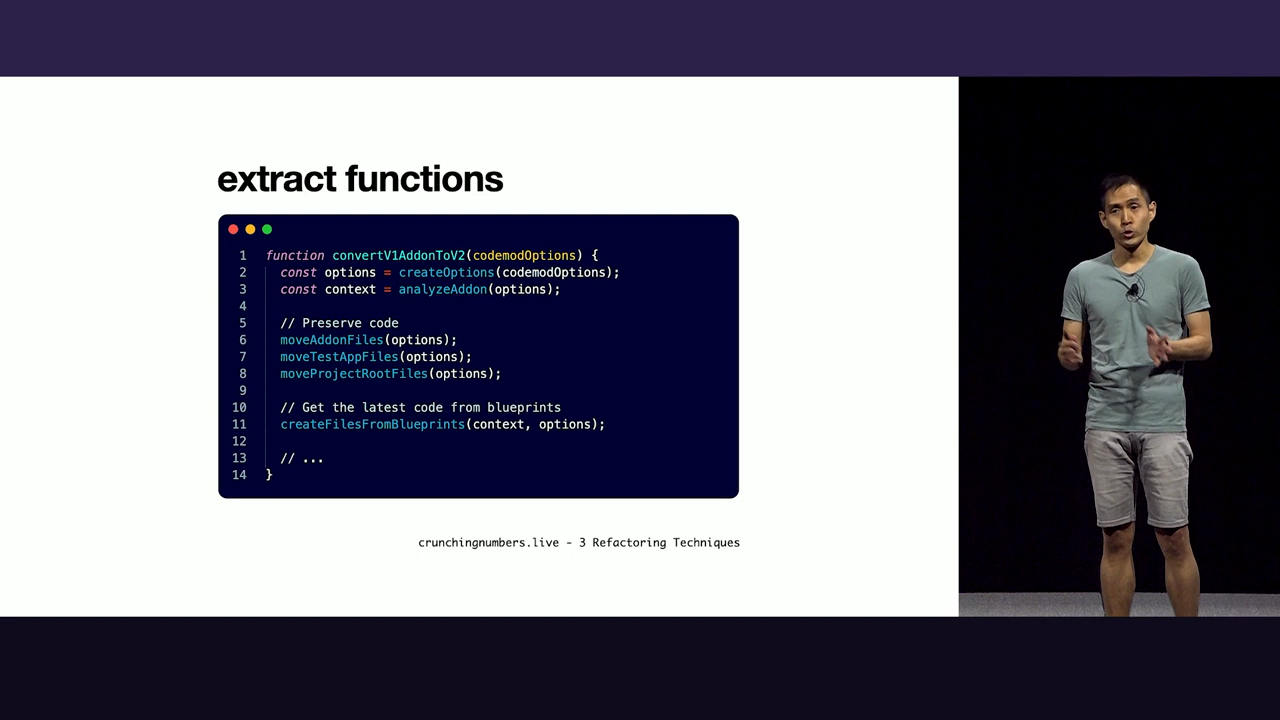 extract functions
1 function convertV1AddonToV2(codemodOptions) {
2 const options = createOptions(codemodOptions);
3 const context = analyzeAddon(options);
4
5 // Preserve code
6 moveAddonFiles(options);
7 moveTestAppFiles(options);
8 moveProjectRootFiles(options);
9
10 // Get the latest code from blueprints
11 createFilesFromBlueprints(context, options);
12
13 // ...
14 }
crunchingnumbers.live - 3 Refactoring Techniques